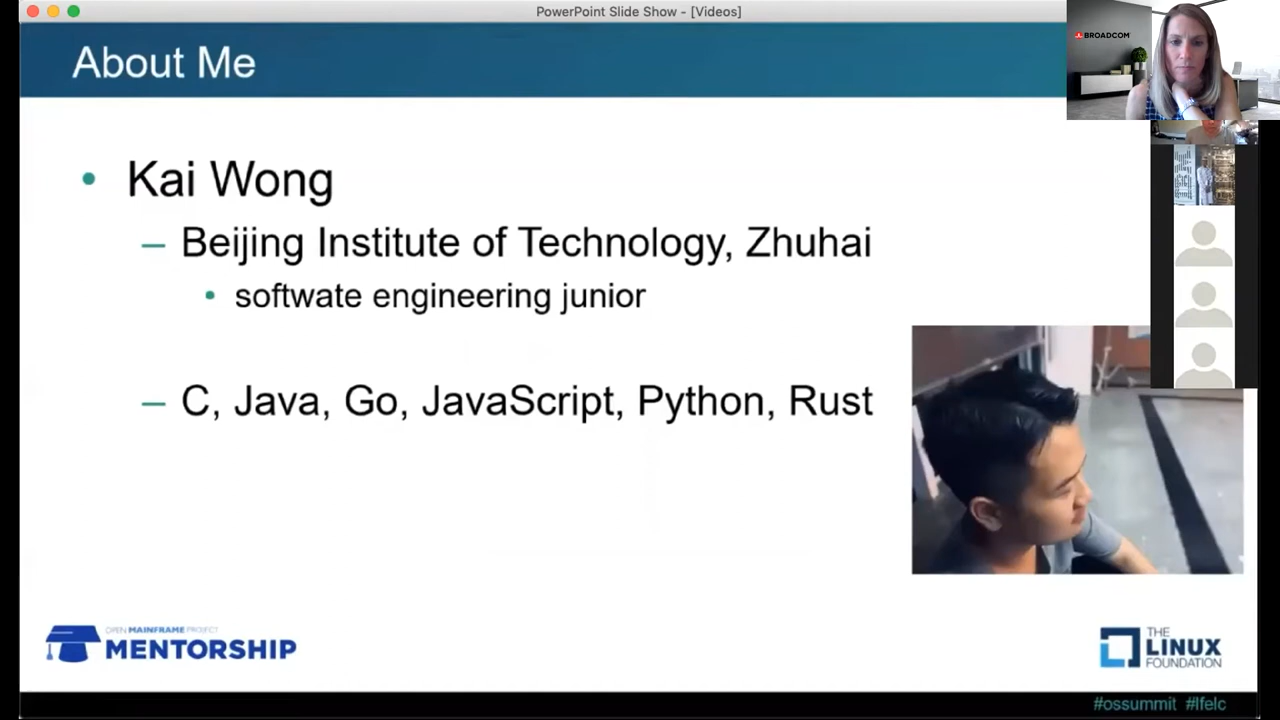 PowerPoint Slide Show - [Videos]
BROADCOM
About Me
Kai Wong
– Beijing Institute of Technology, Zhuhai
softwate engineering junior
– C, Java, Go, JavaScript, Python, Rust
OPEN MAINFRAME PROJECT
MENTORSHIP
THE
LINUX
FOUNDATION
#ossummit #lfelc